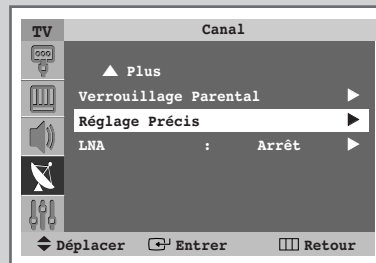 TV Canal
▲ Plus
Verrouillage Parental ▶
Réglage Précis ▶
LNA : Arrêt ▶
Déplacer Entrer Retour